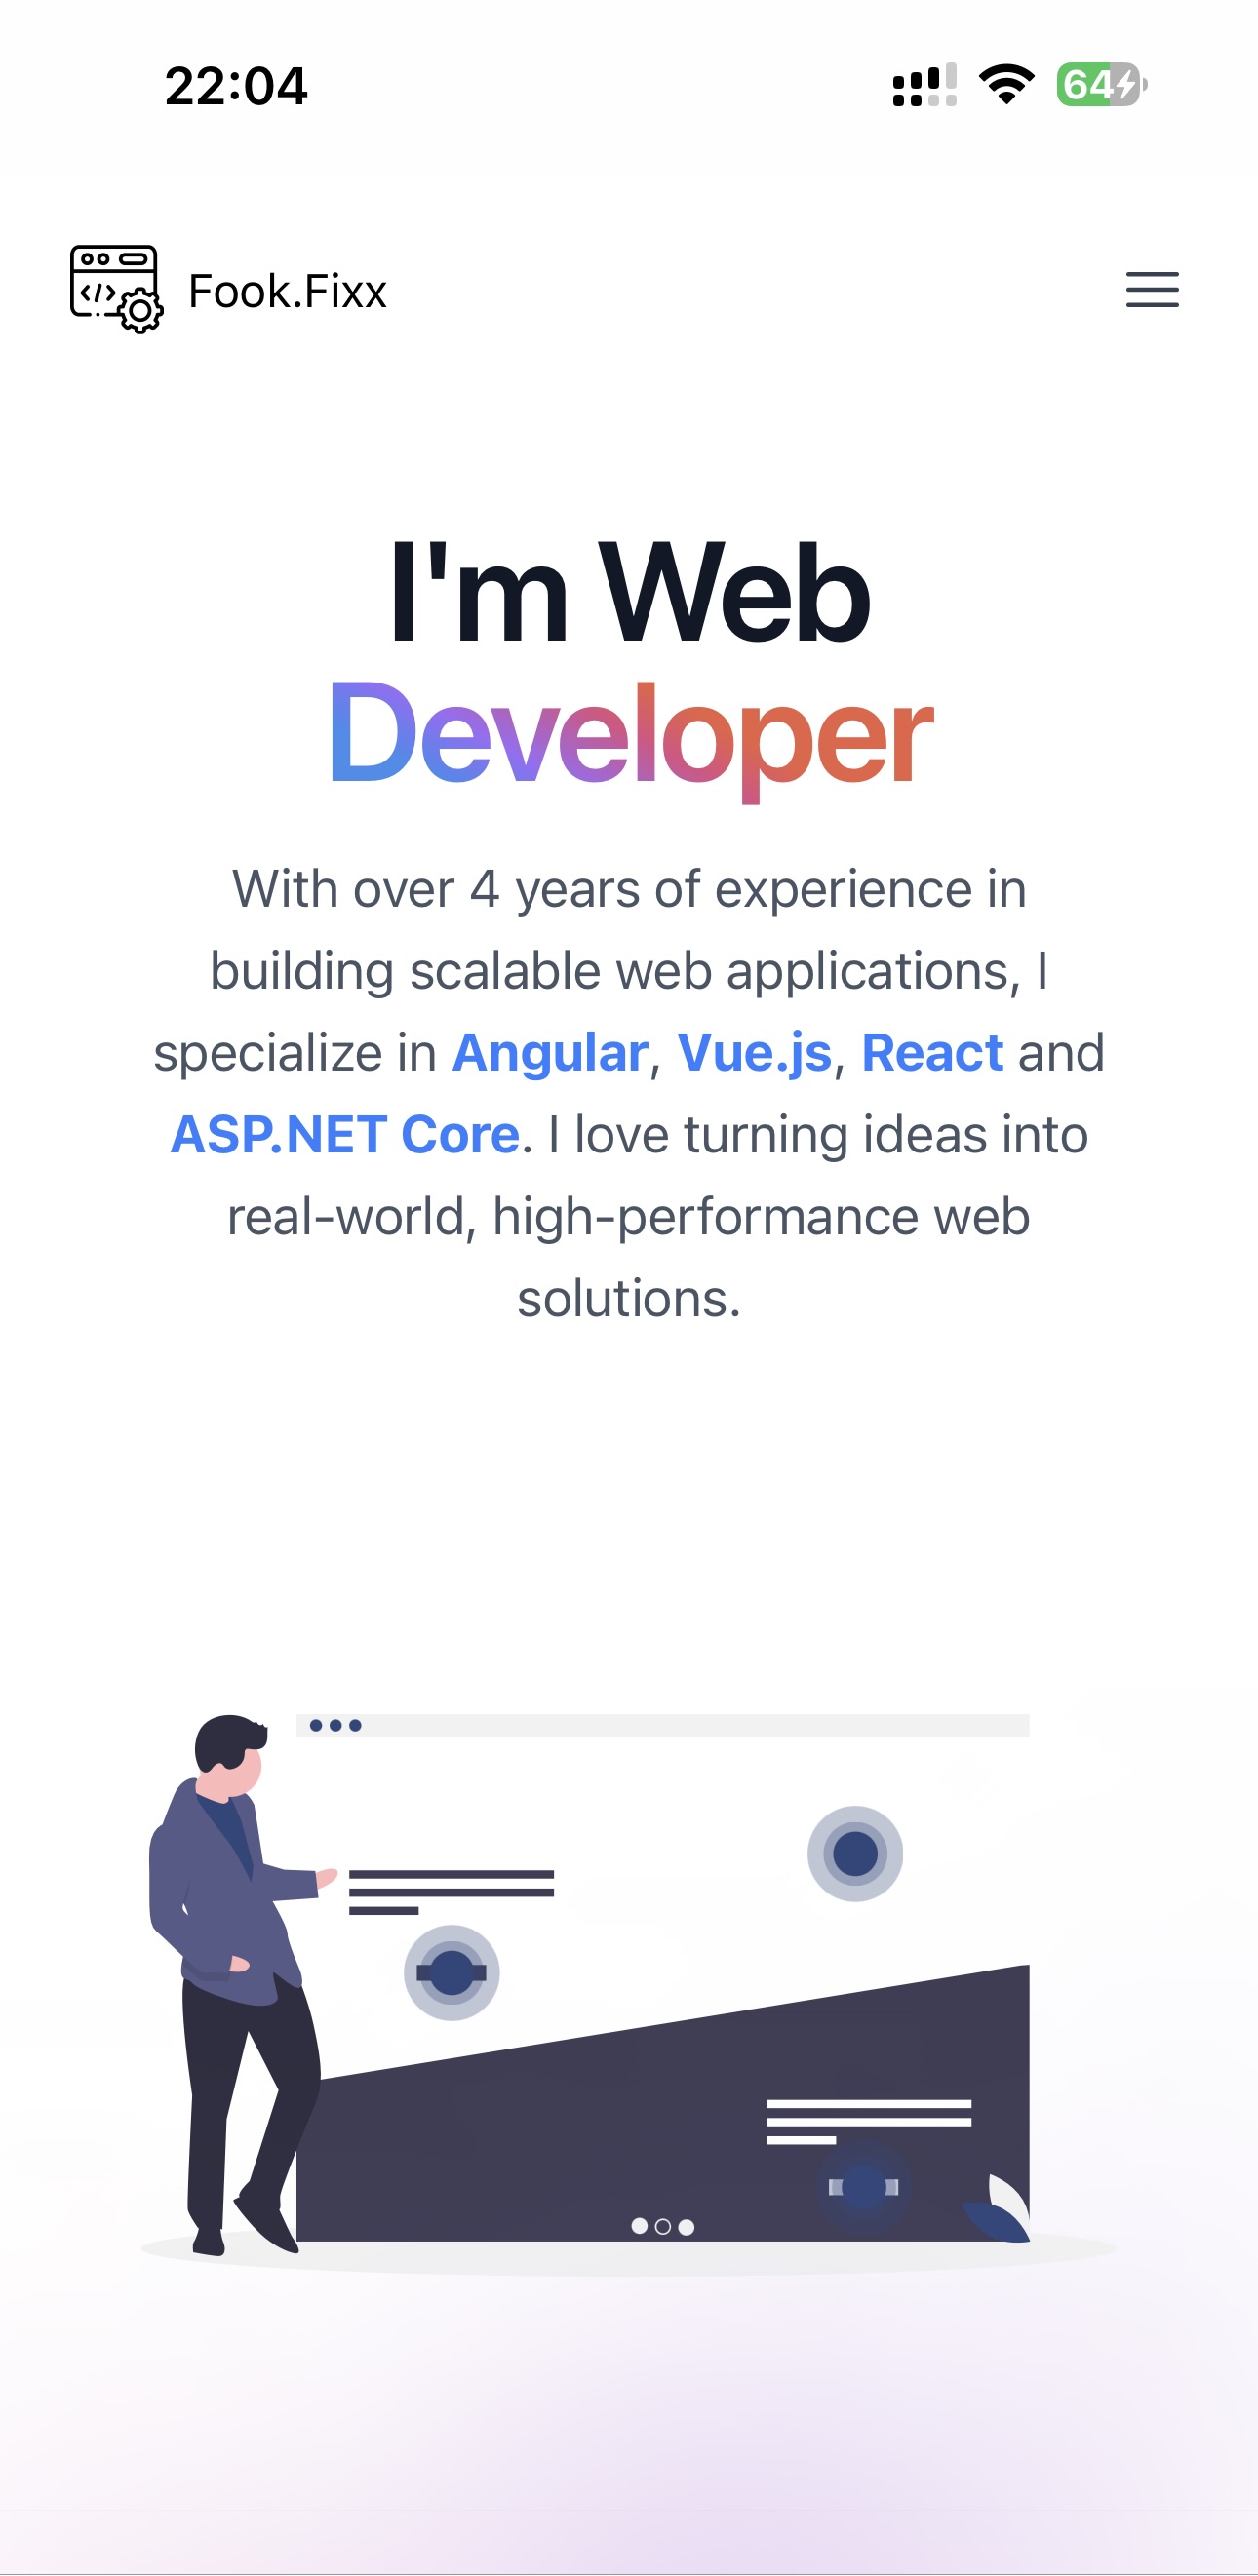 22:04
64
Fook.Fixx
I'm Web
Developer
With over 4 years of experience in
building scalable web applications, I
specialize in Angular, Vue.js, React and
ASP.NET Core. I love turning ideas into
real-world, high-performance web
solutions.